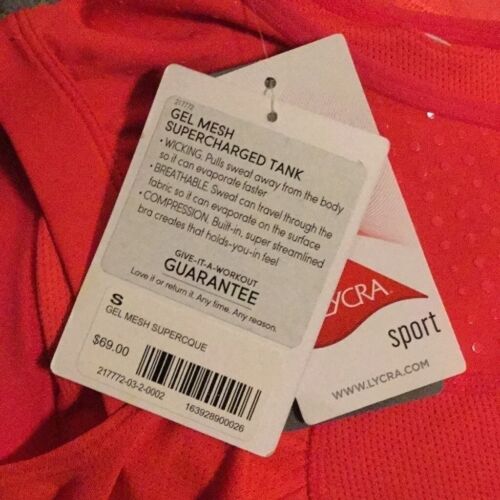 217772
GEL MESH
SUPERCHARGED TANK
• WICKING. Pulls sweat away from the body
so it can evaporate faster.
• BREATHABLE. Sweat can travel through the
fabric so it can evaporate on the surface
• COMPRESSION. Built-in, super streamlined
bra creates that holds-you-in feel
GIVE-IT-A-WORKOUT
GUARANTEE
Love it or return it. Any time. Any reason.
S
GEL MESH SUPERCQUE
$69.00
217772-03-2-0002
163928900026
LYCRA
sport
WWW.LYCRA.COM